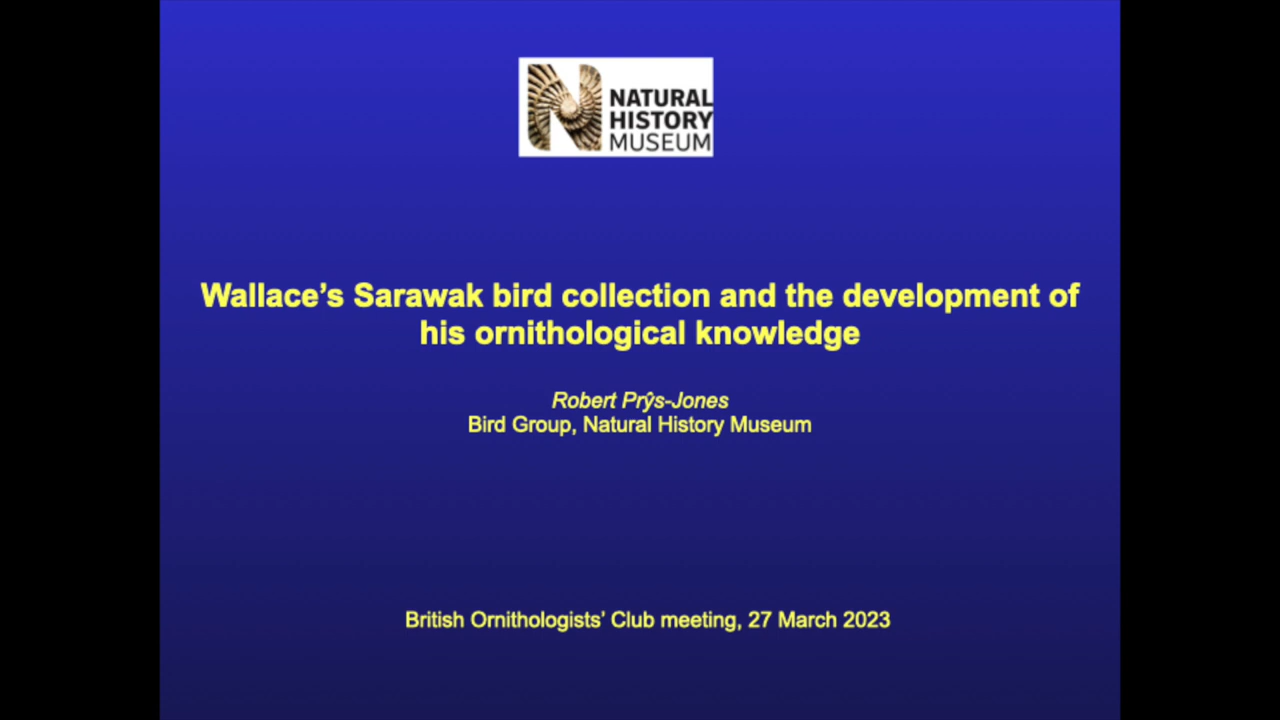 NATURAL
HISTORY
MUSEUM
Wallace’s Sarawak bird collection and the development of
his ornithological knowledge
Robert Prŷs-Jones
Bird Group, Natural History Museum
British Ornithologists’ Club meeting, 27 March 2023